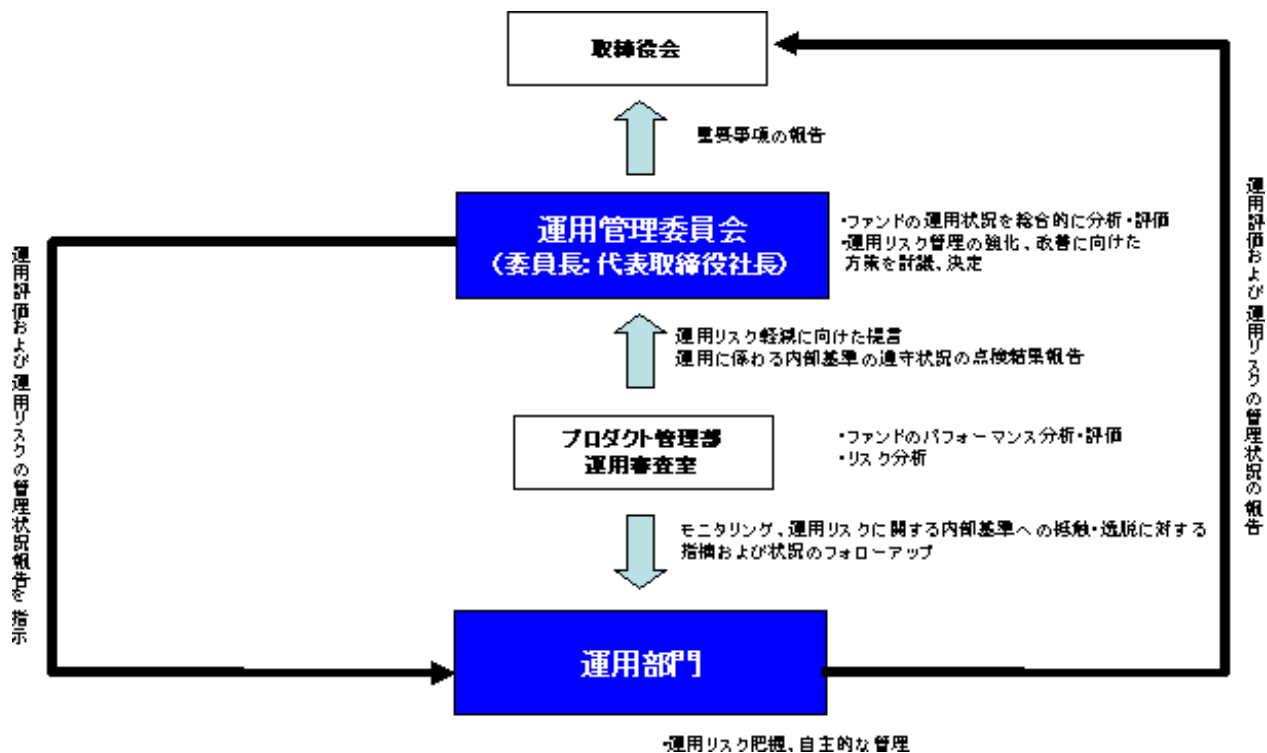 取締役会
重要事項の報告
運用管理委員会
(委員長:代表取締役社長)
・ファンドの運用状況を総合的に分析・評価
・運用リスク管理の強化、改善に向けた
方策を討議、決定
運用リスク軽減に向けた提言
運用に係わる内部基準の遵守状況の点検結果報告
プロダクト管理部
運用審査室
・ファンドのパフォーマンス分析・評価
・リスク分析
モニタリング、運用リスクに関する内部基準への抵触・逸脱に対する
指摘および状況のフォローアップ
運用部門
・運用リスク把握、自主的な管理
運用評価および運用リスクの管理状況報告を指示
運用評価および運用リスクの管理状況の報告